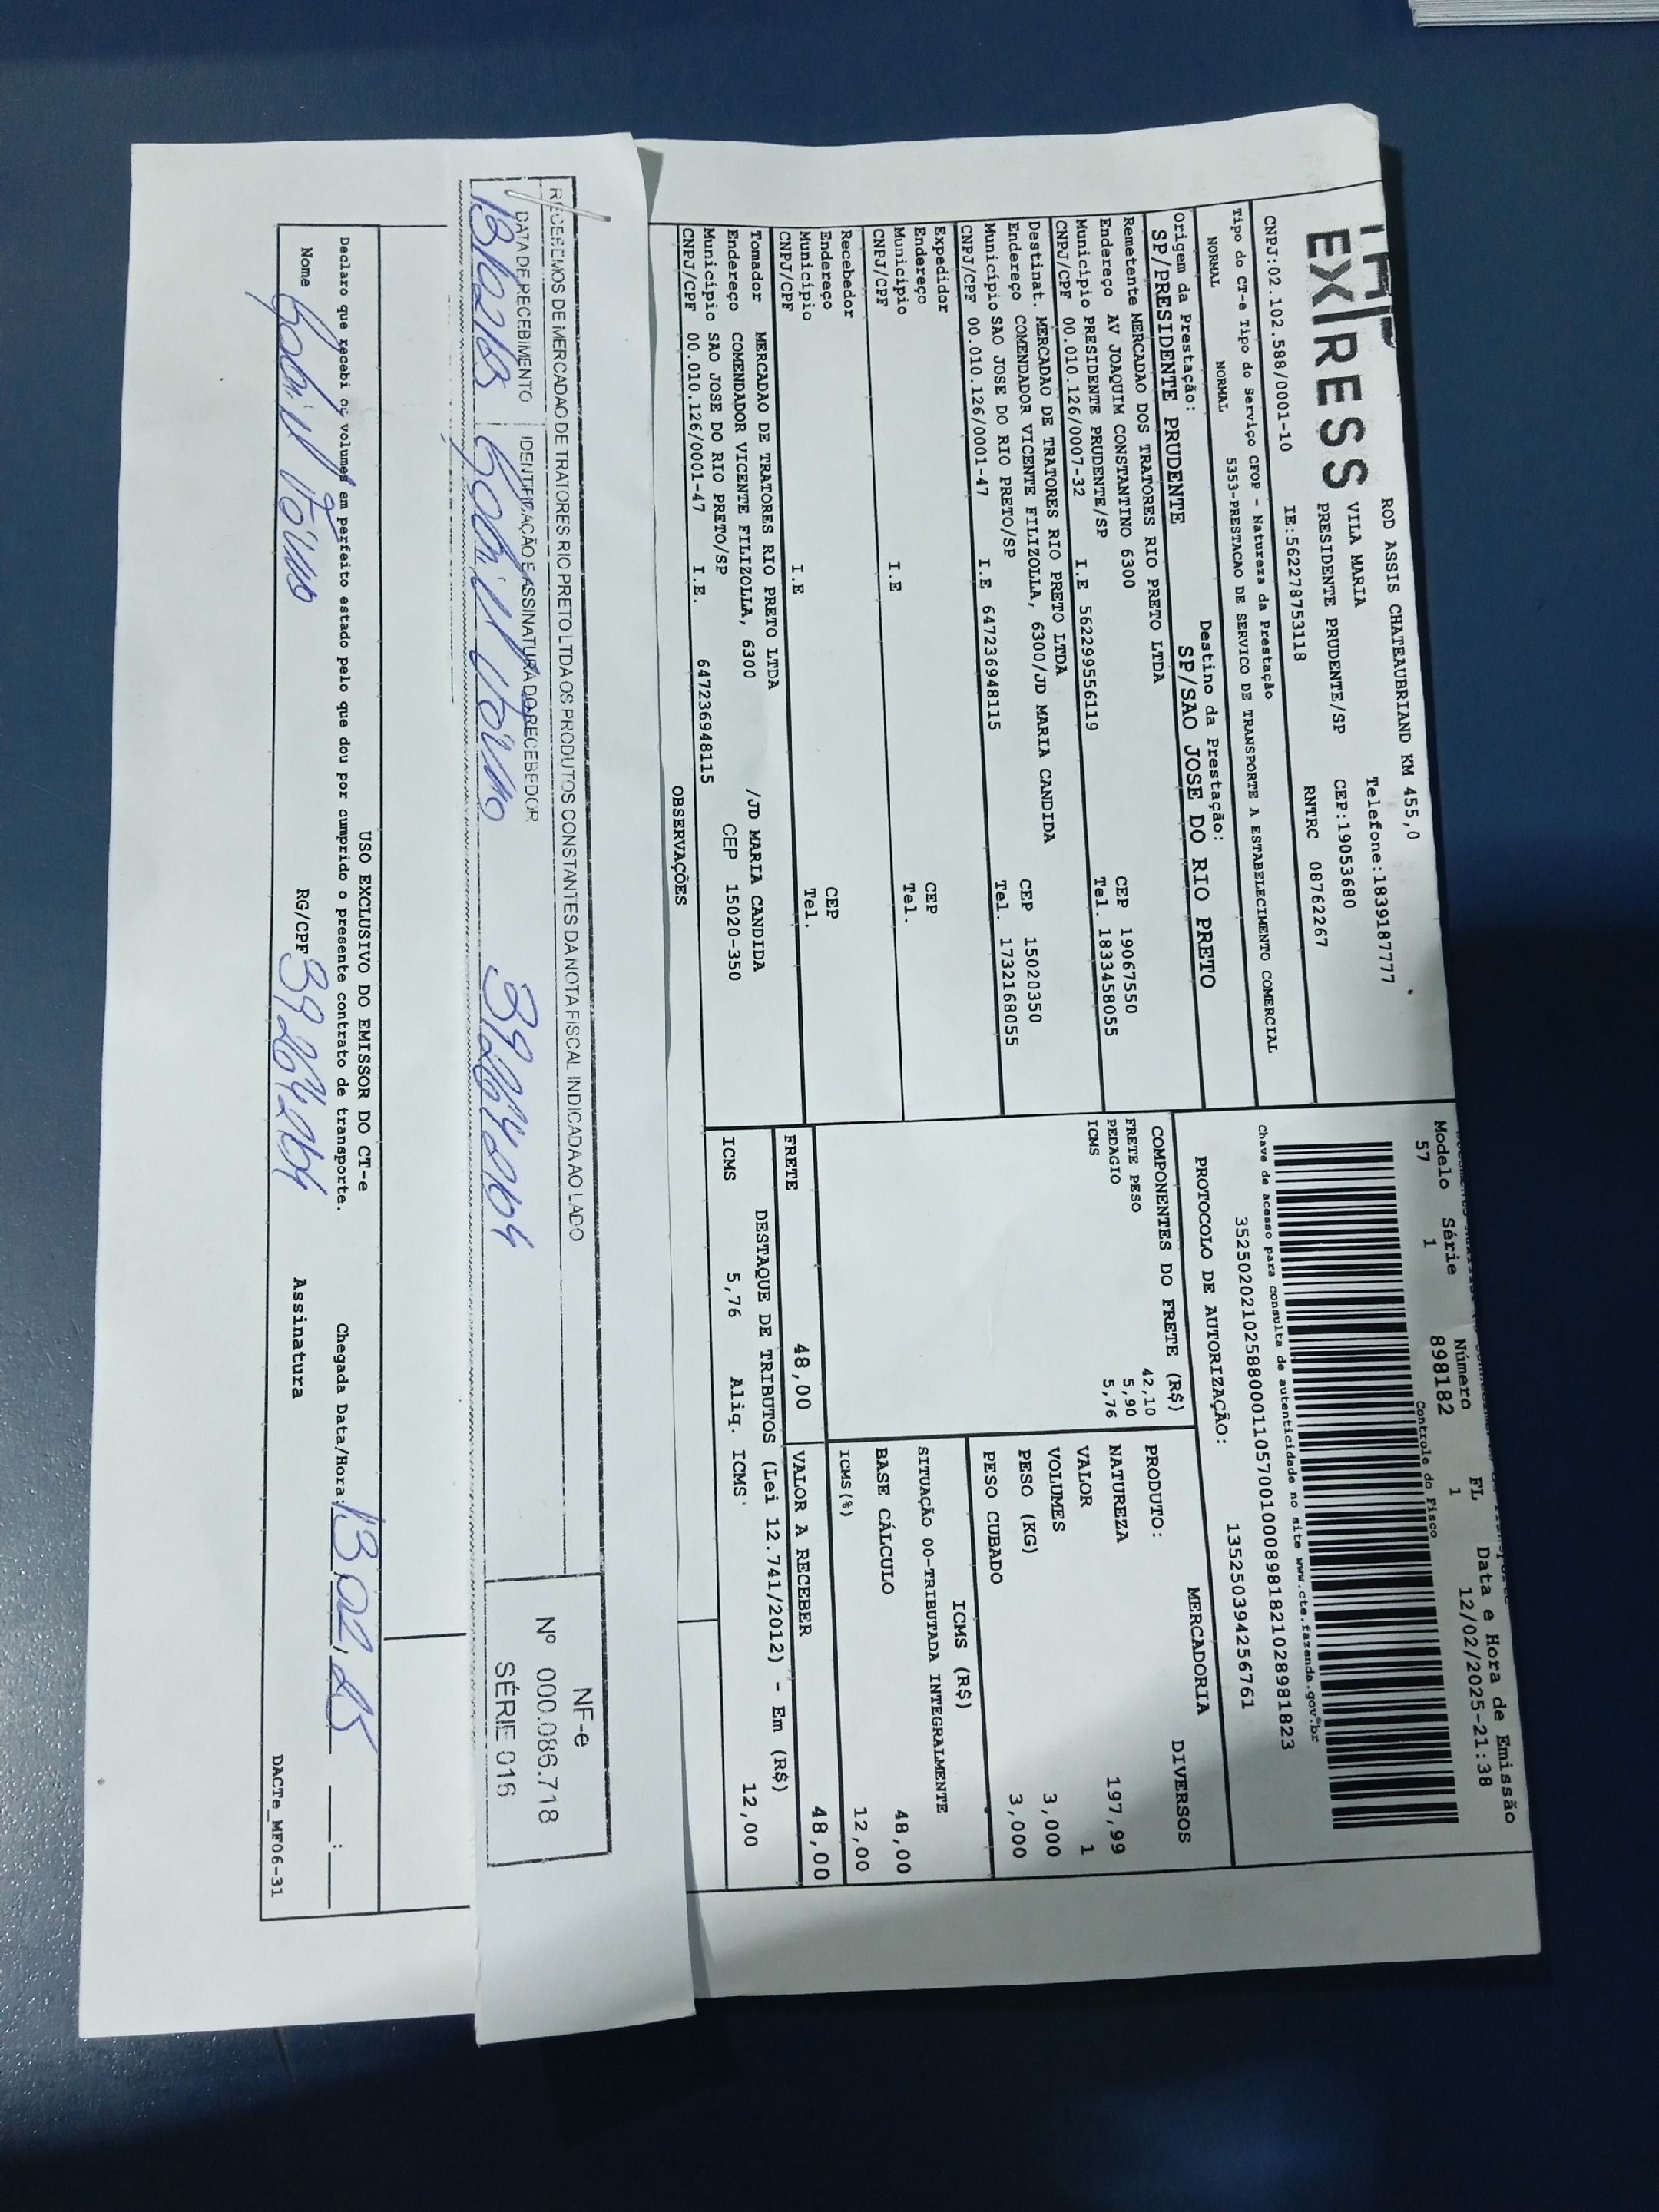 EXPRESS
ROD ASSIS CHATEAUBRIAND KM 455,0
Telefone:1839187777
VILA MARIA
CEP:19053680
PRESIDENTE PRUDENTE/SP
RNTRC 08762267
CNPJ:02.102.588/0001-10 IE:562278753118
Modelo Série Número FL Data e Hora de Emissão
57 1 898182 1 12/02/2025-21:38
Controle do Fisco
Chave de acesso para consulta de autenticidade no site www.cte.fazenda.gov.br
35250202102588000110570010008981821028981823
PROTOCOLO DE AUTORIZAÇÃO: 135250394256761
Tipo do CT-e Tipo do Serviço CFOP - Natureza da Prestação
NORMAL NORMAL 5353-PRESTACAO DE SERVICO DE TRANSPORTE A ESTABELECIMENTO COMERCIAL
Origem da Prestação: Destino da Prestação:
SP/PRESIDENTE PRUDENTE SP/SAO JOSE DO RIO PRETO
Remetente MERCADAO DOS TRATORES RIO PRETO LTDA
Endereço AV JOAQUIM CONSTANTINO 6300 CEP 19067550
Município PRESIDENTE PRUDENTE/SP Tel. 1833458055
CNPJ/CPF 00.010.126/0007-32 I.E 562299556119
Destinat. MERCADAO DE TRATORES RIO PRETO LTDA
Endereço COMENDADOR VICENTE FILIZOLLA, 6300/JD MARIA CANDIDA CEP 15020350
Município SAO JOSE DO RIO PRETO/SP Tel. 1732168055
CNPJ/CPF 00.010.126/0001-47 I.E 647236948115
Expedidor
Endereço CEP
Município Tel.
CNPJ/CPF I.E
Recebedor
Endereço CEP
Município Tel.
CNPJ/CPF I.E
Tomador MERCADAO DE TRATORES RIO PRETO LTDA
Endereço COMENDADOR VICENTE FILIZOLLA, 6300 /JD MARIA CANDIDA
Município SAO JOSE DO RIO PRETO/SP CEP 15020-350
CNPJ/CPF 00.010.126/0001-47 I.E. 647236948115
COMPONENTES DO FRETE (R$)
FRETE PESO 42,10
PEDAGIO 5,90
ICMS 5,76
MERCADORIA
PRODUTO: DIVERSOS
NATUREZA
VALOR 197,99
VOLUMES 1
PESO (KG) 3,000
PESO CUBADO 3,000
ICMS (R$)
SITUAÇÃO 00-TRIBUTADA INTEGRALMENTE
BASE CÁLCULO 48,00
ICMS(%) 12,00
FRETE 48,00 VALOR A RECEBER 48,00
DESTAQUE DE TRIBUTOS (Lei 12.741/2012) - Em (R$)
ICMS 5,76 Aliq. ICMS 12,00
OBSERVAÇÕES
RECEBEMOS DE MERCADAO DE TRATORES RIO PRETO LTDA OS PRODUTOS CONSTANTES DA NOTA FISCAL INDICADA AO LADO
DATA DE RECEBIMENTO IDENTIFICAÇÃO E ASSINATURA DO RECEBEDOR
NF-e
Nº 000.086.718
SÉRIE 016
USO EXCLUSIVO DO EMISSOR DO CT-e
Declaro que recebi os volumes em perfeito estado pelo que dou por cumprido o presente contrato de transporte. Chegada Data/Hora: 13/02/25 :
Nome RG/CPF Assinatura
DACTe_MF06-31